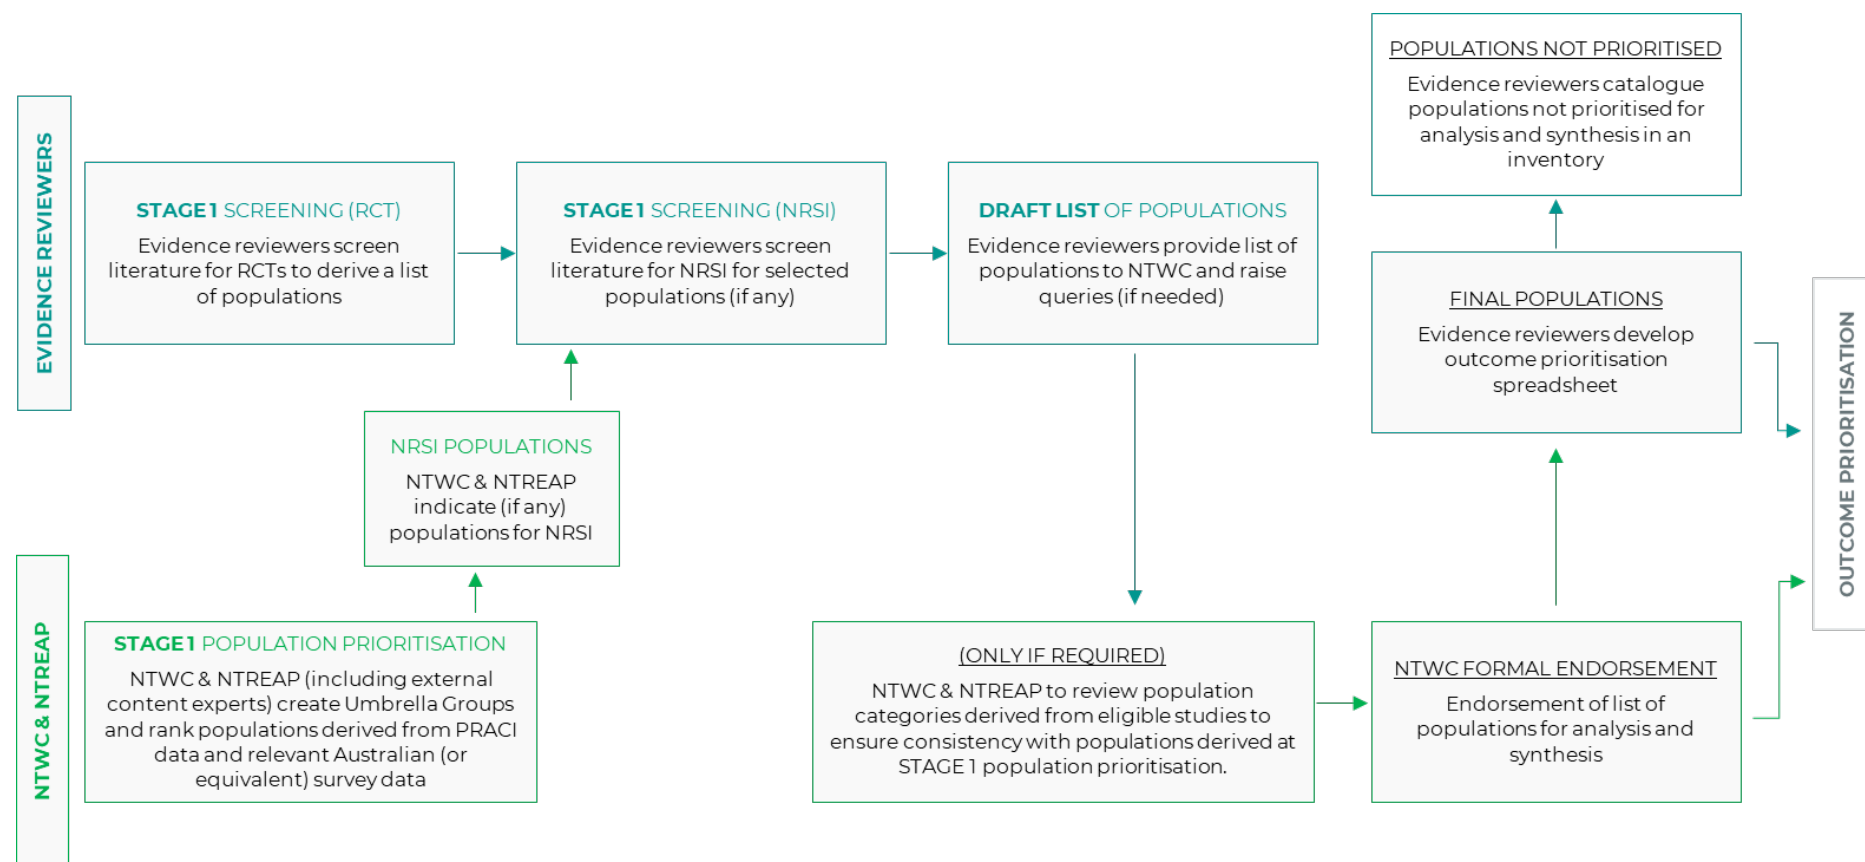 EVIDENCE REVIEWERS
STAGE 1 SCREENING (RCT)
Evidence reviewers screen
literature for RCTs to derive a list
of populations
STAGE 1 SCREENING (NRSI)
Evidence reviewers screen
literature for NRSI for selected
populations (if any)
DRAFT LIST OF POPULATIONS
Evidence reviewers provide list of
populations to NTWC and raise
queries (if needed)
POPULATIONS NOT PRIORITISED
Evidence reviewers catalogue
populations not prioritised for
analysis and synthesis in an
inventory
FINAL POPULATIONS
Evidence reviewers develop
outcome prioritisation
spreadsheet
OUTCOME PRIORITISATION
NRSI POPULATIONS
NTWC & NTREAP
indicate (if any)
populations for NRSI
NTWC & NTREAP
STAGE 1 POPULATION PRIORITISATION
NTWC & NTREAP (including external
content experts) create Umbrella Groups
and rank populations derived from PRACI
data and relevant Australian (or
equivalent) survey data
(ONLY IF REQUIRED)
NTWC & NTREAP to review population
categories derived from eligible studies to
ensure consistency with populations derived at
STAGE 1 population prioritisation.
NTWC FORMAL ENDORSEMENT
Endorsement of list of
populations for analysis and
synthesis